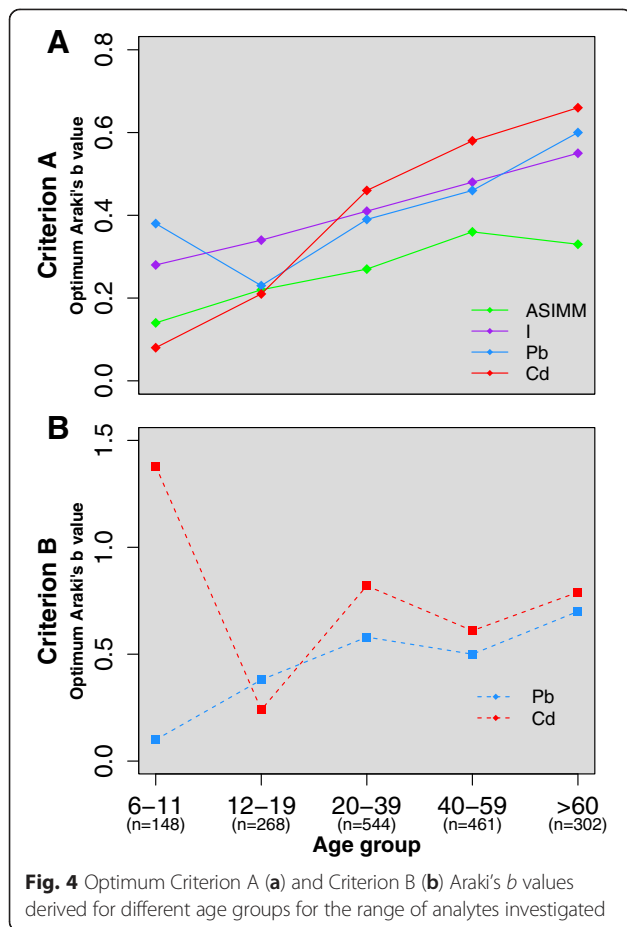 A
Criterion A
Optimum Araki's b value
0.8
0.6
0.4
0.2
0.0
ASIMM
I
Pb
Cd
B
Criterion B
Optimum Araki's b value
1.5
1.0
0.5
0.0
Pb
Cd
6–11 12–19 20–39 40–59 >60
(n=148) (n=268) (n=544) (n=461) (n=302)
Age group
Fig. 4 Optimum Criterion A (a) and Criterion B (b) Araki's b values
derived for different age groups for the range of analytes investigated